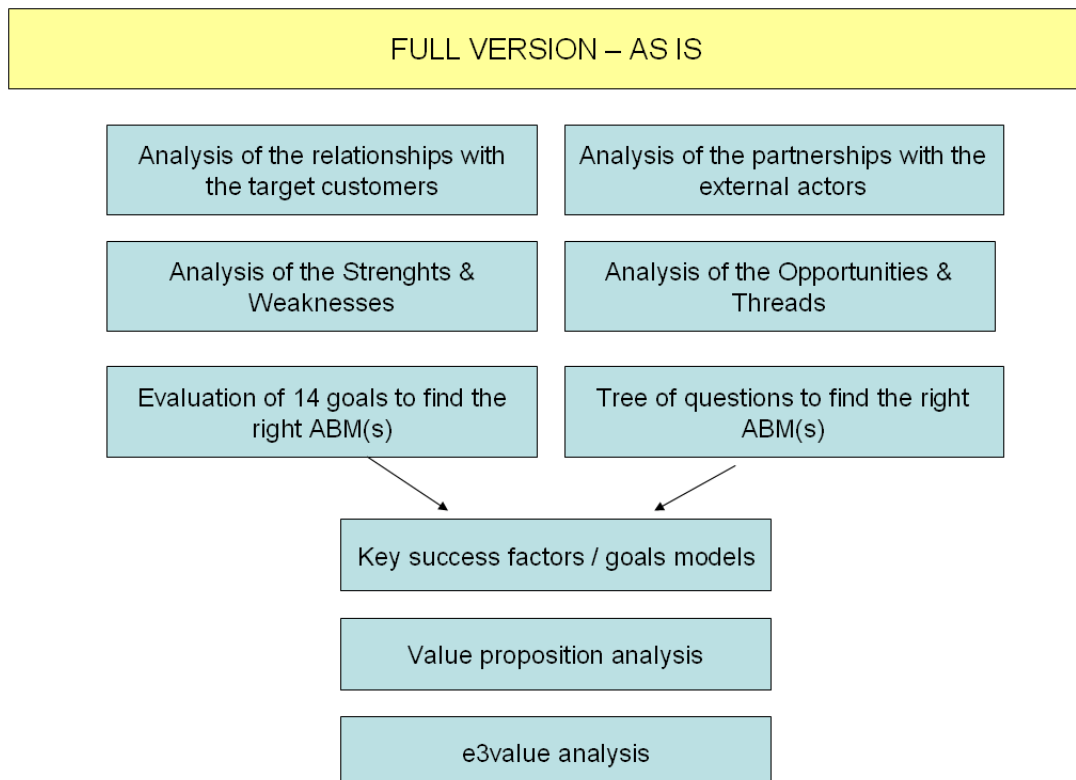 FULL VERSION – AS IS
Analysis of the relationships with
the target customers
Analysis of the partnerships with the
external actors
Analysis of the Strenghts &
Weaknesses
Analysis of the Opportunities &
Threads
Evaluation of 14 goals to find the
right ABM(s)
Tree of questions to find the right
ABM(s)
Key success factors / goals models
Value proposition analysis
e3value analysis